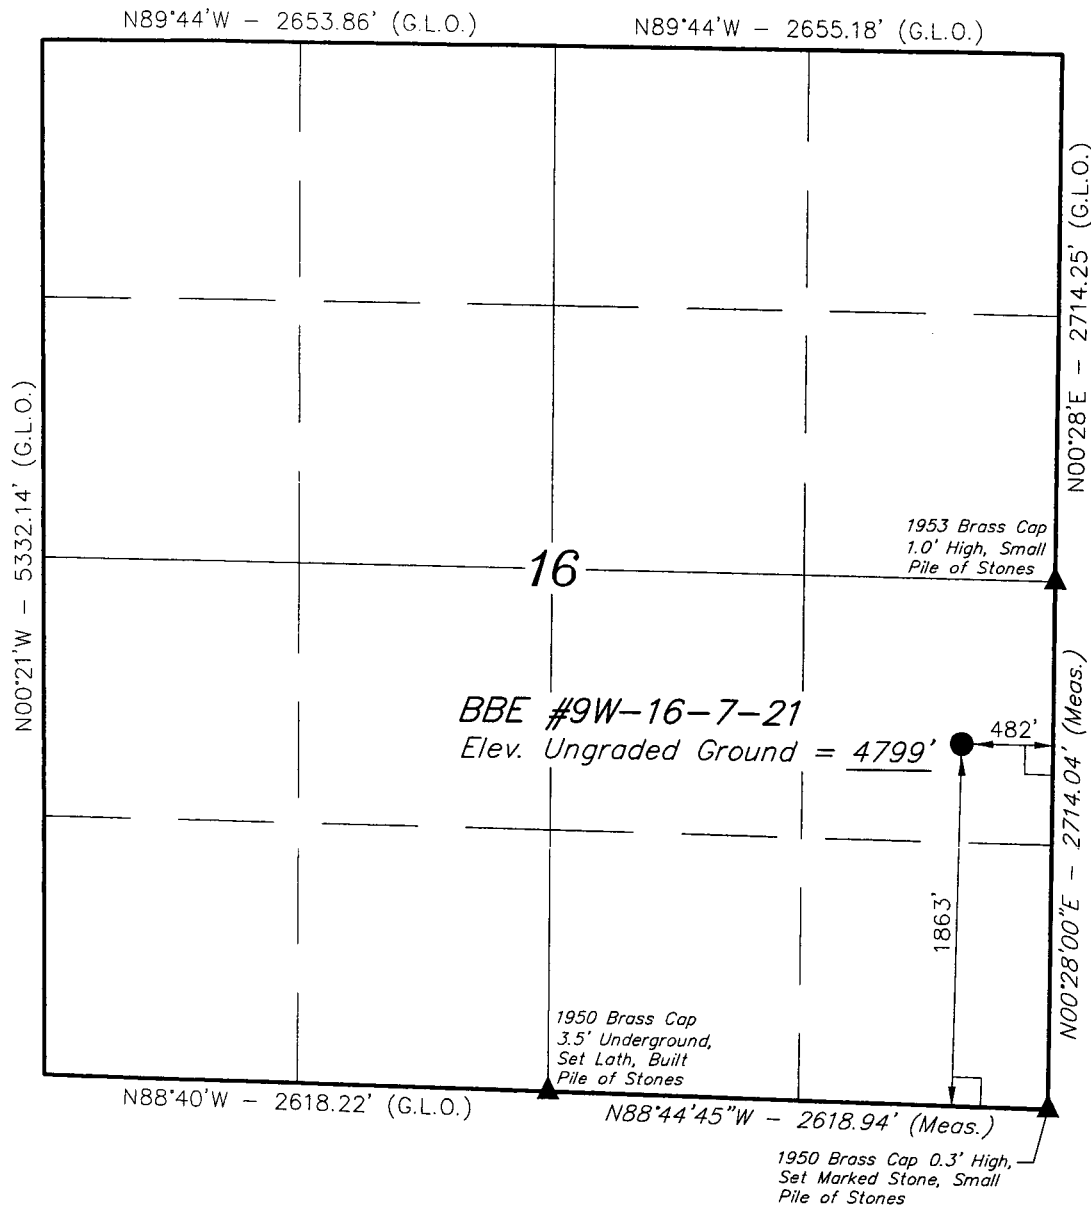 N89°44'W – 2653.86' (G.L.O.)
N89°44'W – 2655.18' (G.L.O.)
N00°28'E – 2714.25' (G.L.O.)
N00°21'W – 5332.14' (G.L.O.)
1953 Brass Cap
1.0' High, Small
Pile of Stones
16
BBE #9W–16–7–21
Elev. Ungraded Ground = 4799'
482'
N00°28'00"E – 2714.04' (Meas.)
1863'
1950 Brass Cap
3.5' Underground,
Set Lath, Built
Pile of Stones
N88°40'W – 2618.22' (G.L.O.)
N88°44'45"W – 2618.94' (Meas.)
1950 Brass Cap 0.3' High,
Set Marked Stone, Small
Pile of Stones